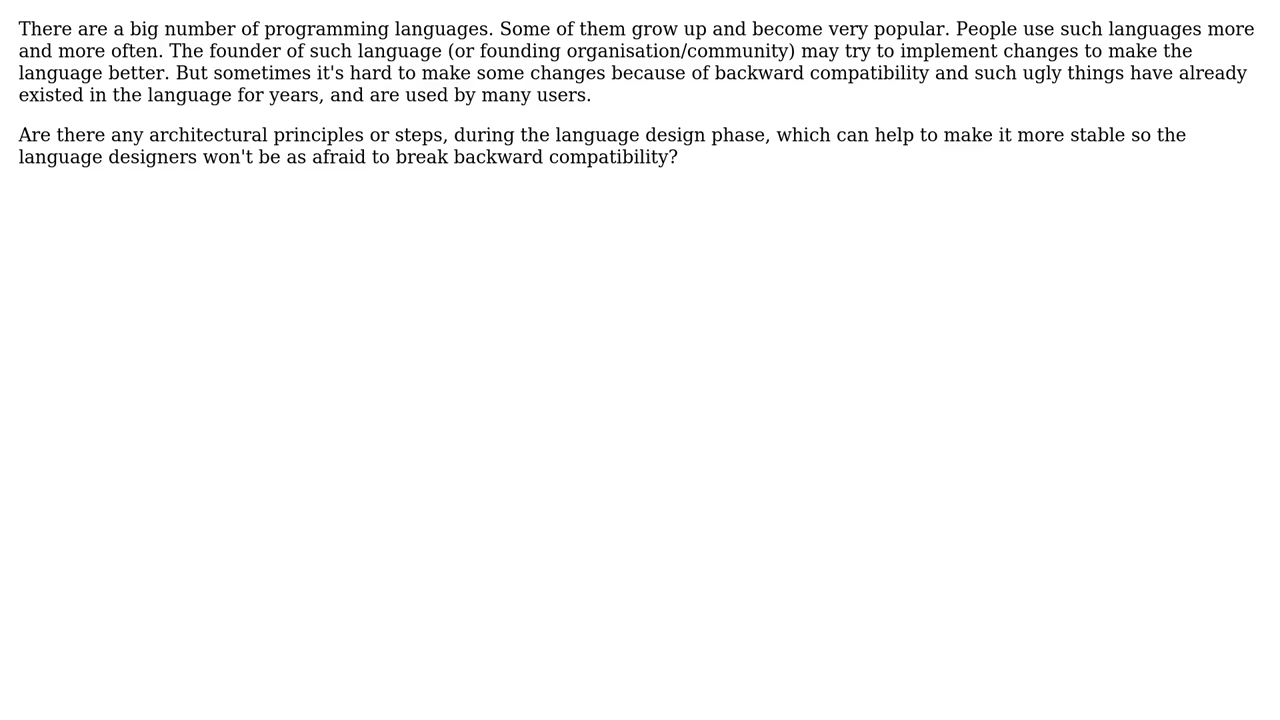 There are a big number of programming languages. Some of them grow up and become very popular. People use such languages more
and more often. The founder of such language (or founding organisation/community) may try to implement changes to make the
language better. But sometimes it's hard to make some changes because of backward compatibility and such ugly things have already
existed in the language for years, and are used by many users.
Are there any architectural principles or steps, during the language design phase, which can help to make it more stable so the
language designers won't be as afraid to break backward compatibility?